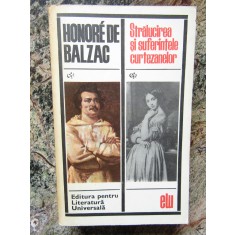 HONORÉ DE
BALZAC
Strălucirea
și suferințele
curtezanelor
Editura pentru
Literatură
Universală
elu